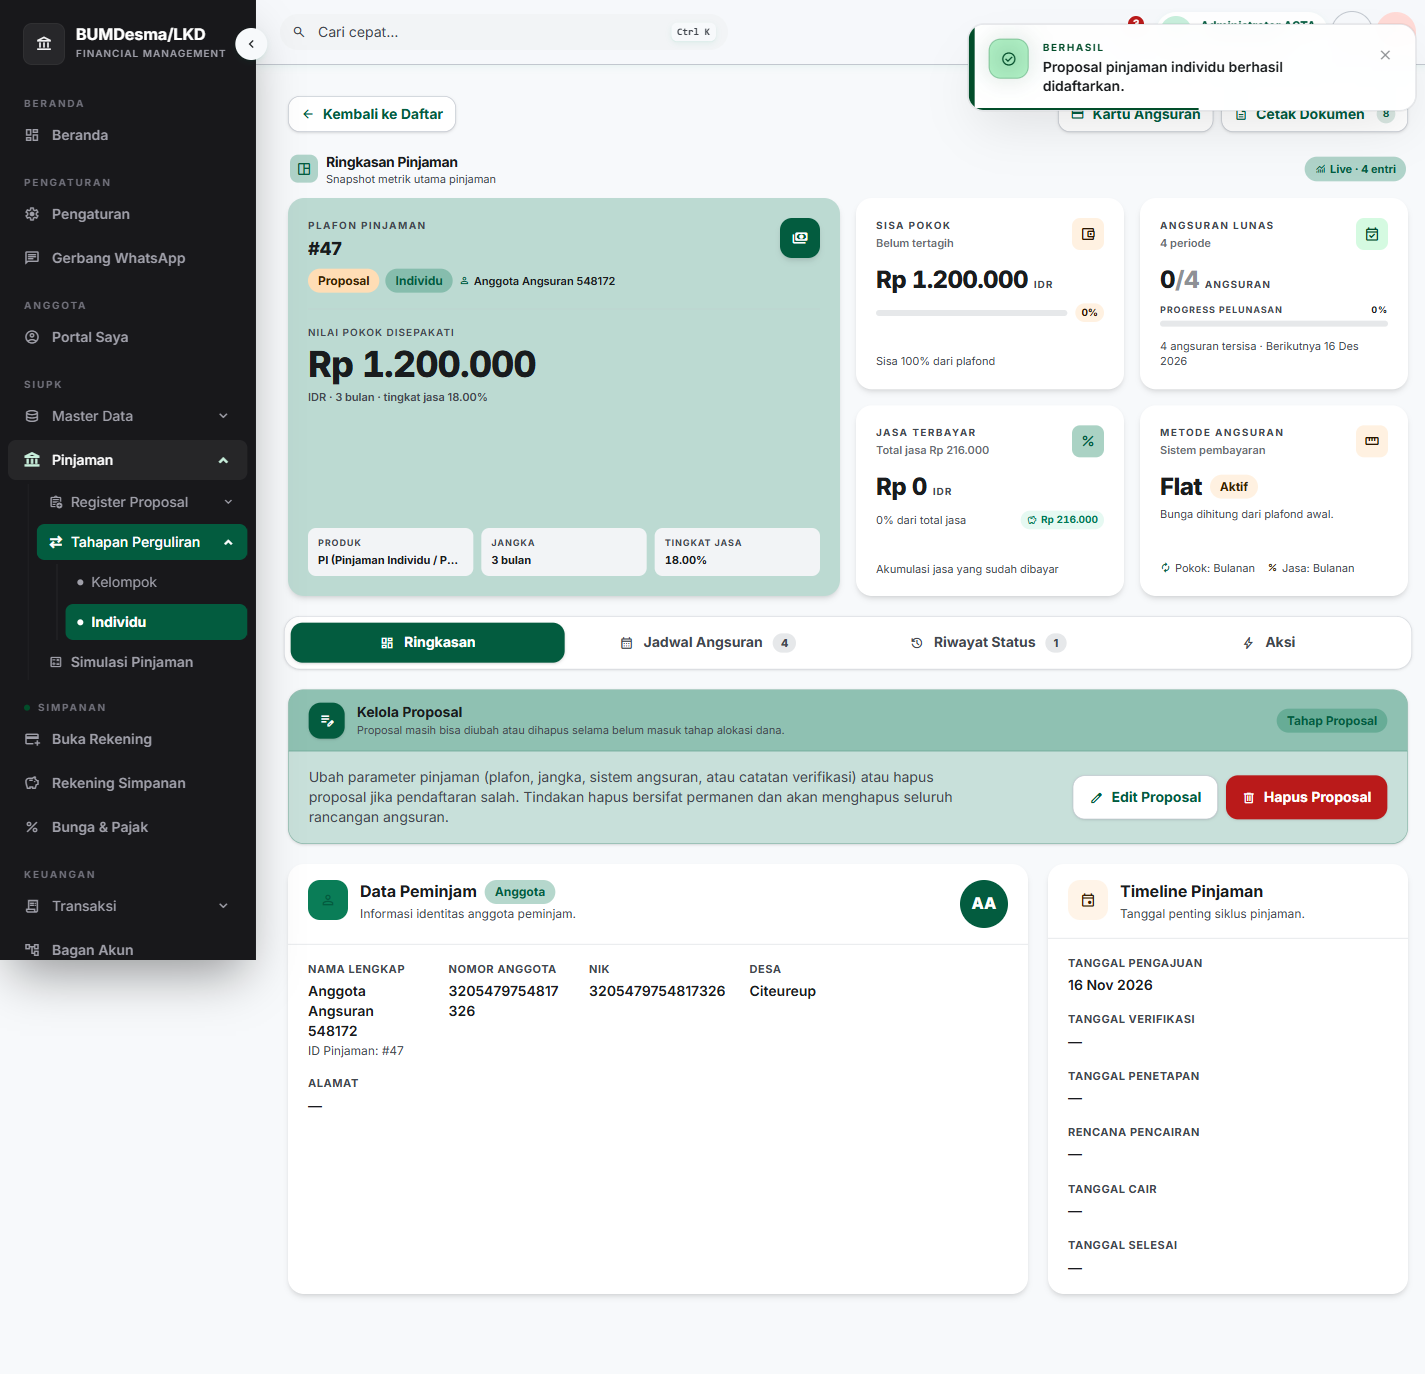 BUMDesma/LKD
FINANCIAL MANAGEMENT
BERANDA
Beranda
PENGATURAN
Pengaturan
Gerbang WhatsApp
ANGGOTA
Portal Saya
SIUPK
Master Data
Pinjaman
Register Proposal
Tahapan Perguliran
Kelompok
Individu
Simulasi Pinjaman
SIMPANAN
Buka Rekening
Rekening Simpanan
Bunga & Pajak
KEUANGAN
Transaksi
Bagan Akun
Cari cepat...
Ctrl K
BERHASIL
Proposal pinjaman individu berhasil
didaftarkan.
Kembali ke Daftar
Kartu Angsuran
Cetak Dokumen 8
Ringkasan Pinjaman
Snapshot metrik utama pinjaman
Live · 4 entri
PLAFON PINJAMAN
#47
Proposal Individu Anggota Angsuran 548172
NILAI POKOK DISEPAKATI
Rp 1.200.000
IDR · 3 bulan · tingkat jasa 18.00%
PRODUK
PI (Pinjaman Individu / P...
JANGKA
3 bulan
TINGKAT JASA
18.00%
SISA POKOK
Belum tertagih
Rp 1.200.000 IDR
0%
Sisa 100% dari plafond
ANGSURAN LUNAS
4 periode
0/4 ANGSURAN
PROGRESS PELUNASAN 0%
4 angsuran tersisa · Berikutnya 16 Des
2026
JASA TERBAYAR
Total jasa Rp 216.000
Rp 0 IDR
0% dari total jasa
Rp 216.000
Akumulasi jasa yang sudah dibayar
METODE ANGSURAN
Sistem pembayaran
Flat Aktif
Bunga dihitung dari plafond awal.
Pokok: Bulanan Jasa: Bulanan
Ringkasan
Jadwal Angsuran 4
Riwayat Status 1
Aksi
Kelola Proposal
Proposal masih bisa diubah atau dihapus selama belum masuk tahap alokasi dana.
Tahap Proposal
Ubah parameter pinjaman (plafon, jangka, sistem angsuran, atau catatan verifikasi) atau hapus
proposal jika pendaftaran salah. Tindakan hapus bersifat permanen dan akan menghapus seluruh
rancangan angsuran.
Edit Proposal
Hapus Proposal
Data Peminjam Anggota
Informasi identitas anggota peminjam.
AA
NAMA LENGKAP
Anggota
Angsuran
548172
ID Pinjaman: #47
NOMOR ANGGOTA
3205479754817
326
NIK
3205479754817326
DESA
Citeureup
ALAMAT
—
Timeline Pinjaman
Tanggal penting siklus pinjaman.
TANGGAL PENGAJUAN
16 Nov 2026
TANGGAL VERIFIKASI
—
TANGGAL PENETAPAN
—
RENCANA PENCAIRAN
—
TANGGAL CAIR
—
TANGGAL SELESAI
—